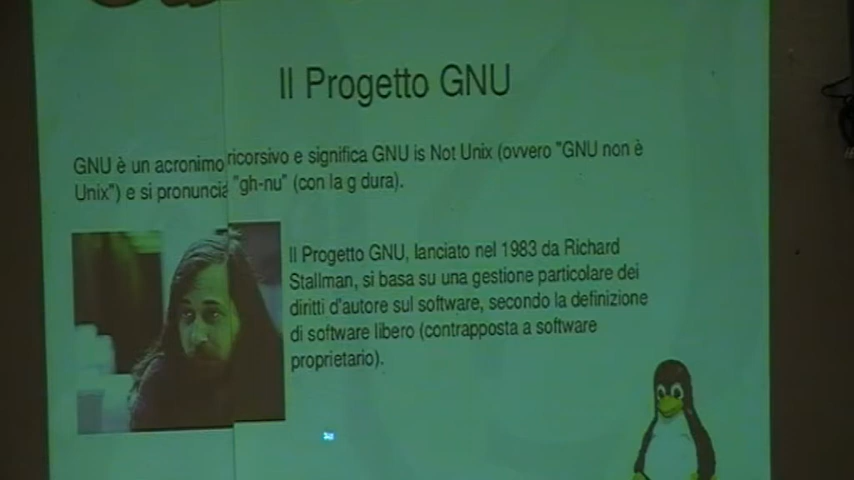 Il Progetto GNU
GNU è un acronimo ricorsivo e significa GNU is Not Unix (ovvero "GNU non è
Unix") e si pronuncia "gh-nu" (con la g dura).
Il Progetto GNU, lanciato nel 1983 da Richard
Stallman, si basa su una gestione particolare dei
diritti d'autore sul software, secondo la definizione
di software libero (contrapposta a software
proprietario).